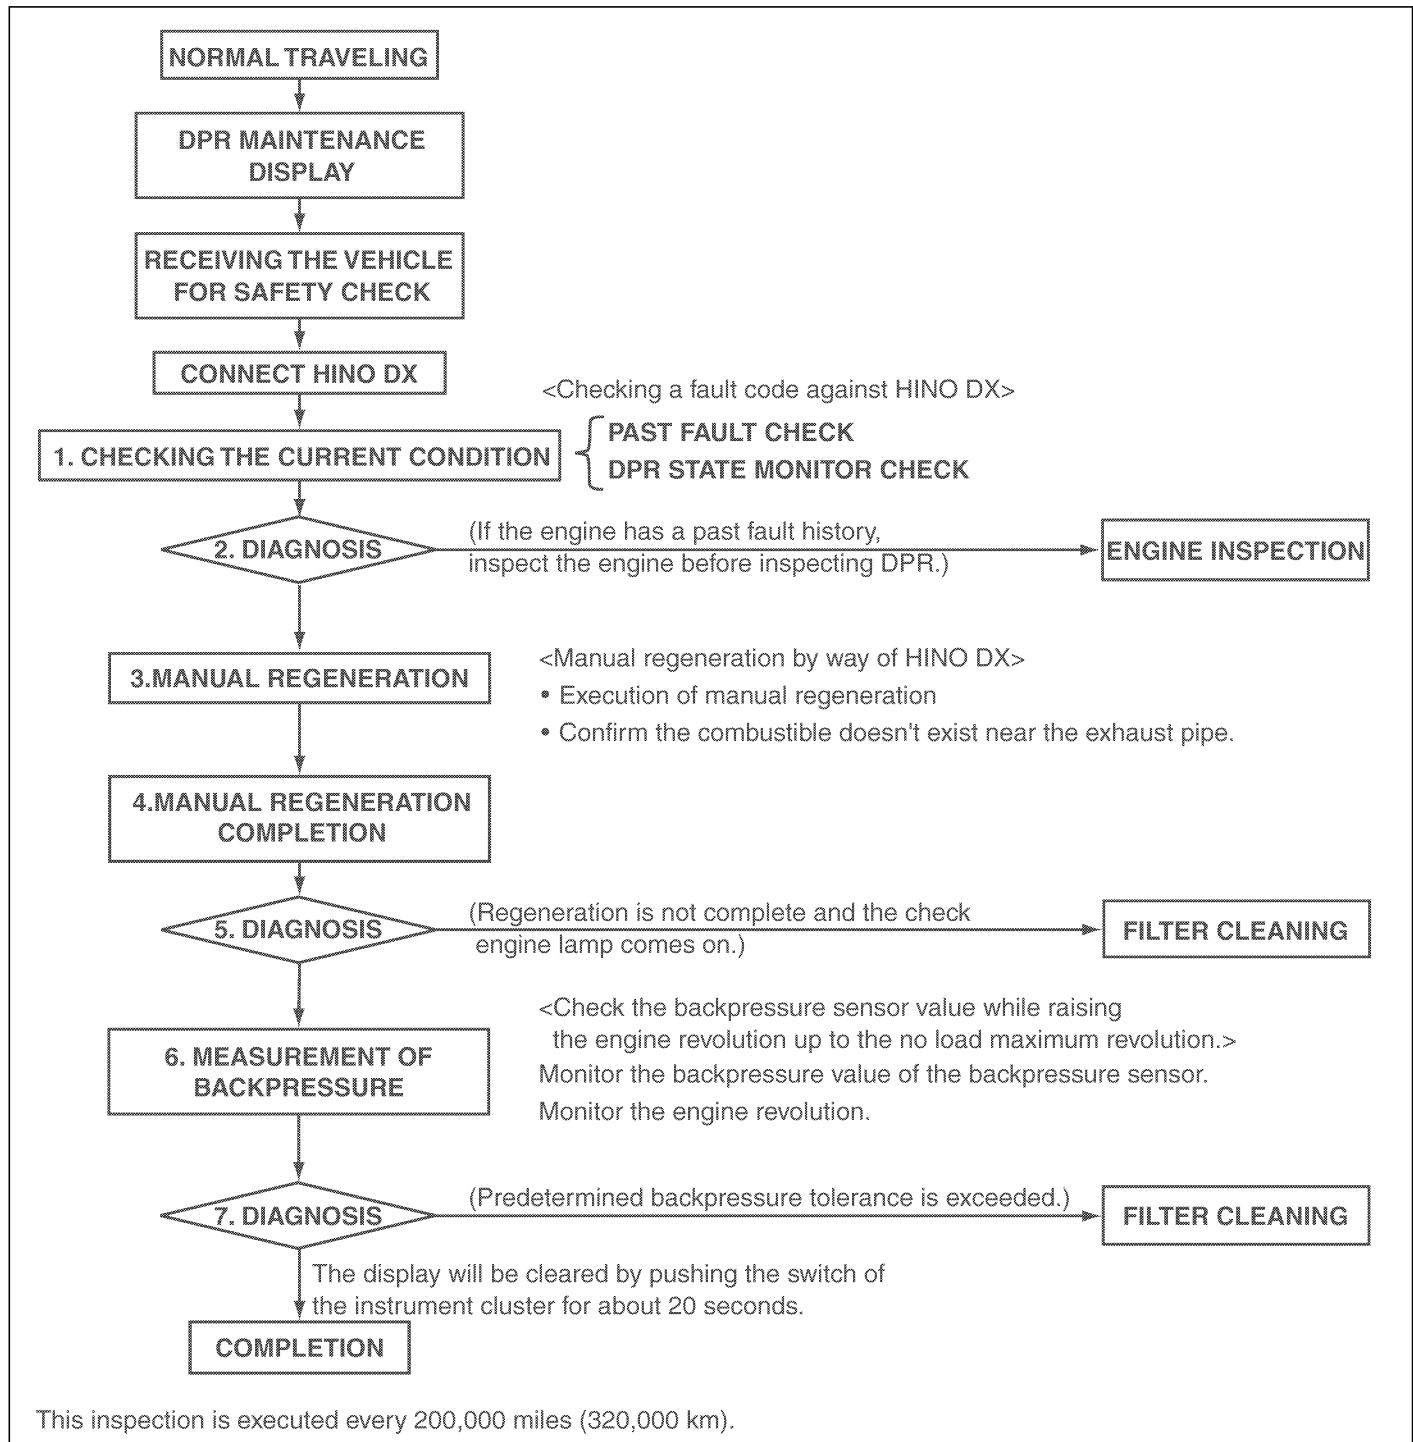 NORMAL TRAVELING
DPR MAINTENANCE
DISPLAY
RECEIVING THE VEHICLE
FOR SAFETY CHECK
CONNECT HINO DX
<Checking a fault code against HINO DX>
1. CHECKING THE CURRENT CONDITION
PAST FAULT CHECK
DPR STATE MONITOR CHECK
2. DIAGNOSIS
(If the engine has a past fault history,
inspect the engine before inspecting DPR.)
ENGINE INSPECTION
3.MANUAL REGENERATION
<Manual regeneration by way of HINO DX>
• Execution of manual regeneration
• Confirm the combustible doesn't exist near the exhaust pipe.
4.MANUAL REGENERATION
COMPLETION
5. DIAGNOSIS
(Regeneration is not complete and the check
engine lamp comes on.)
FILTER CLEANING
6. MEASUREMENT OF
BACKPRESSURE
<Check the backpressure sensor value while raising
the engine revolution up to the no load maximum revolution.>
Monitor the backpressure value of the backpressure sensor.
Monitor the engine revolution.
7. DIAGNOSIS
(Predetermined backpressure tolerance is exceeded.)
FILTER CLEANING
The display will be cleared by pushing the switch of
the instrument cluster for about 20 seconds.
COMPLETION
This inspection is executed every 200,000 miles (320,000 km).